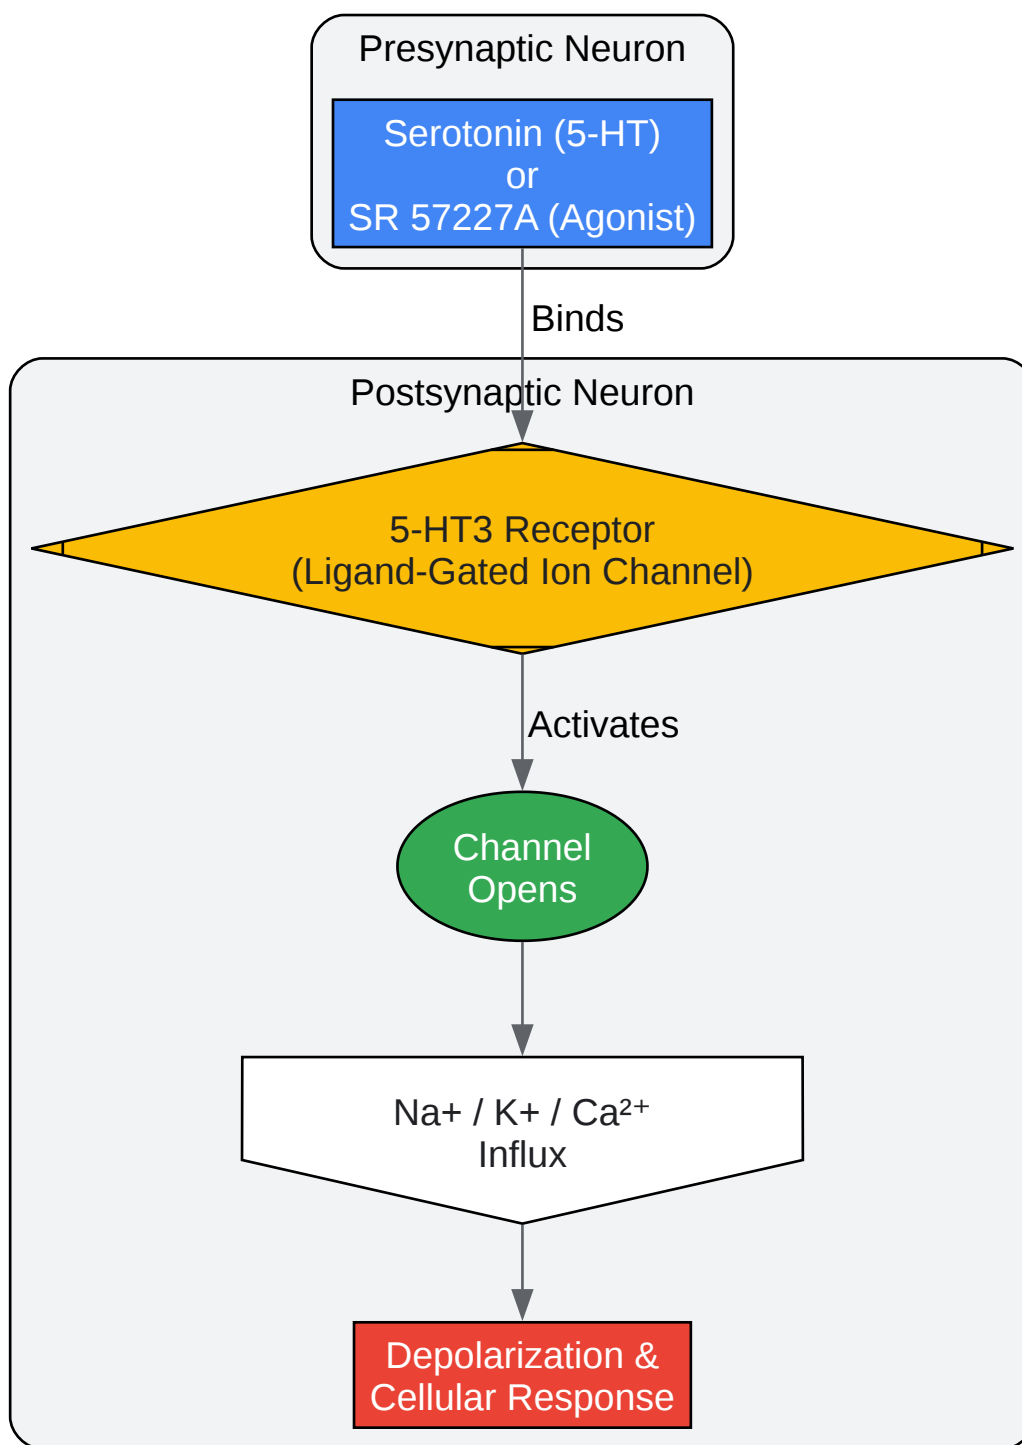 Presynaptic Neuron
Serotonin (5-HT)
or
SR 57227A (Agonist)
Binds
Postsynaptic Neuron
5-HT3 Receptor
(Ligand-Gated Ion Channel)
Activates
Channel
Opens
Na+ / K+ / Ca²⁺
Influx
Depolarization &
Cellular Response